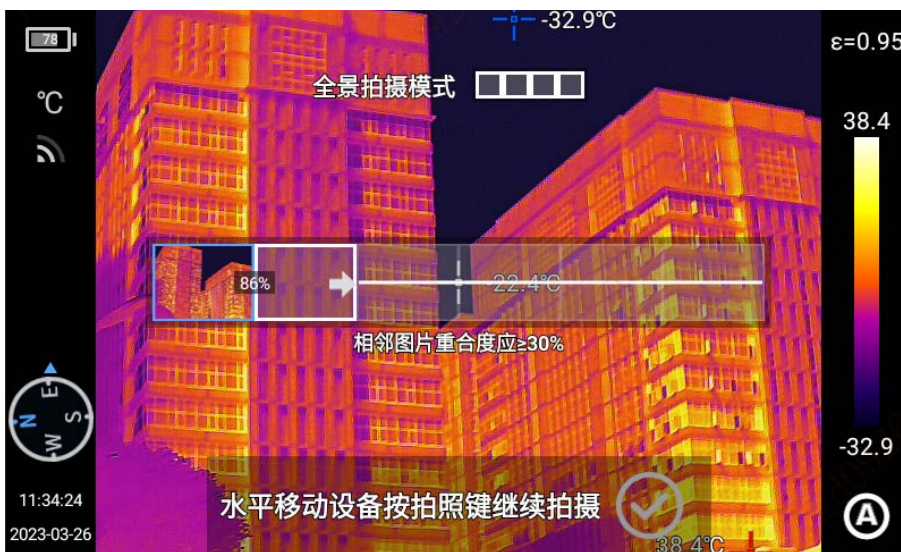 78
-32.9℃
ε=0.95
全景拍摄模式
℃
38.4
86%
-22.4℃
相邻图片重合度应≥30%
N
E
S
W
-32.9
11:34:24
水平移动设备按拍照键继续拍摄
2023-03-26
38.4℃
A